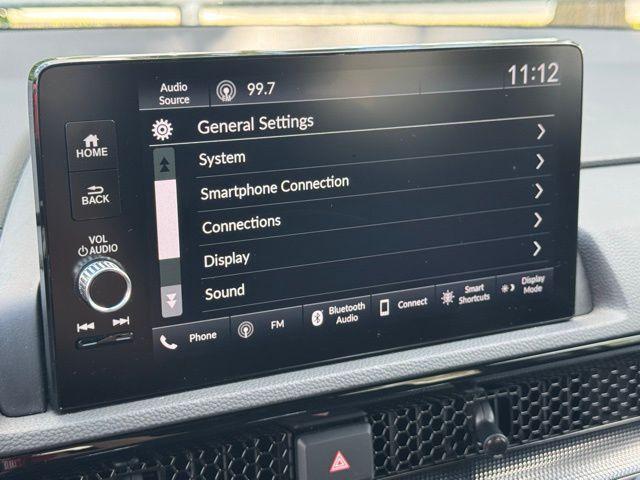 Audio
Source
99.7
11:12
HOME
General Settings
System
BACK
Smartphone Connection
Connections
VOL
AUDIO
Display
Sound
Phone
FM
Bluetooth
Audio
Connect
Smart
Shortcuts
Display
Mode